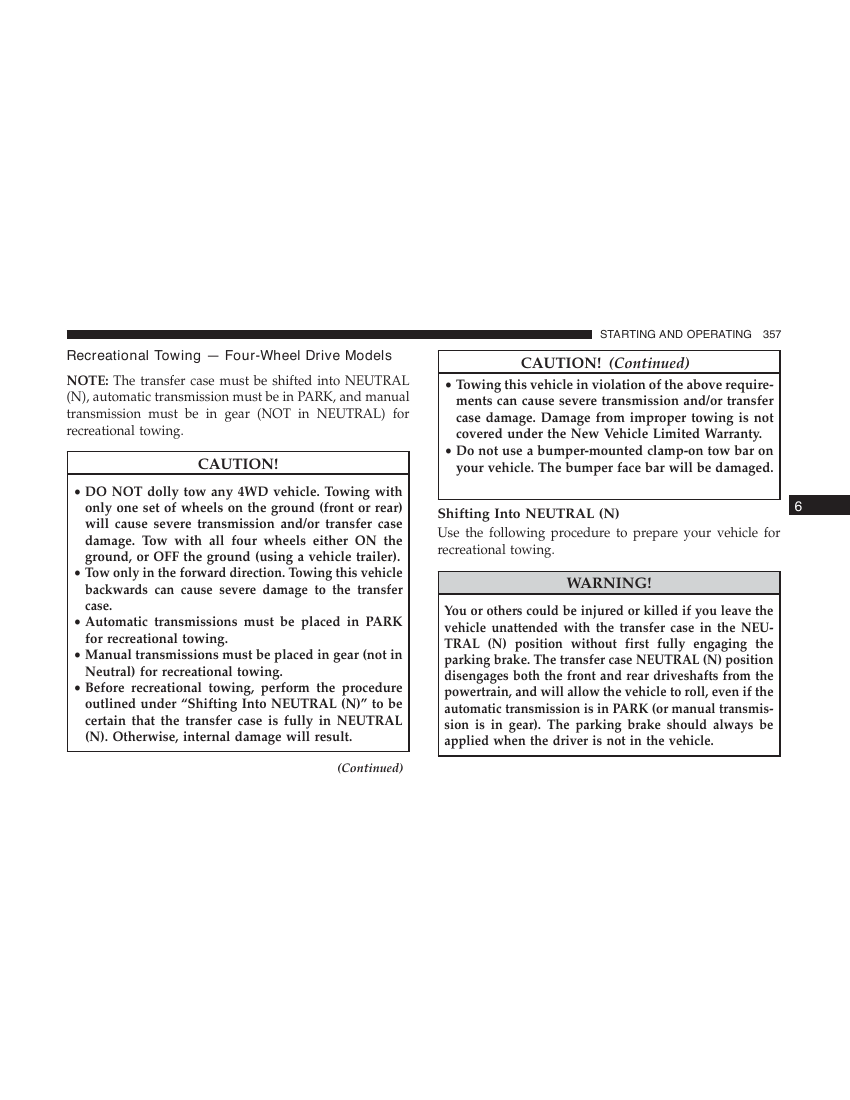 STARTING AND OPERATING 357
Recreational Towing — Four-Wheel Drive Models
NOTE: The transfer case must be shifted into NEUTRAL
(N), automatic transmission must be in PARK, and manual
transmission must be in gear (NOT in NEUTRAL) for
recreational towing.
CAUTION!
• DO NOT dolly tow any 4WD vehicle. Towing with
only one set of wheels on the ground (front or rear)
will cause severe transmission and/or transfer case
damage. Tow with all four wheels either ON the
ground, or OFF the ground (using a vehicle trailer).
• Tow only in the forward direction. Towing this vehicle
backwards can cause severe damage to the transfer
case.
• Automatic transmissions must be placed in PARK
for recreational towing.
• Manual transmissions must be placed in gear (not in
Neutral) for recreational towing.
• Before recreational towing, perform the procedure
outlined under “Shifting Into NEUTRAL (N)” to be
certain that the transfer case is fully in NEUTRAL
(N). Otherwise, internal damage will result.
(Continued)
CAUTION! (Continued)
• Towing this vehicle in violation of the above require-
ments can cause severe transmission and/or transfer
case damage. Damage from improper towing is not
covered under the New Vehicle Limited Warranty.
• Do not use a bumper-mounted clamp-on tow bar on
your vehicle. The bumper face bar will be damaged.
Shifting Into NEUTRAL (N)
Use the following procedure to prepare your vehicle for
recreational towing.
WARNING!
You or others could be injured or killed if you leave the
vehicle unattended with the transfer case in the NEU-
TRAL (N) position without first fully engaging the
parking brake. The transfer case NEUTRAL (N) position
disengages both the front and rear driveshafts from the
powertrain, and will allow the vehicle to roll, even if the
automatic transmission is in PARK (or manual transmis-
sion is in gear). The parking brake should always be
applied when the driver is not in the vehicle.
6